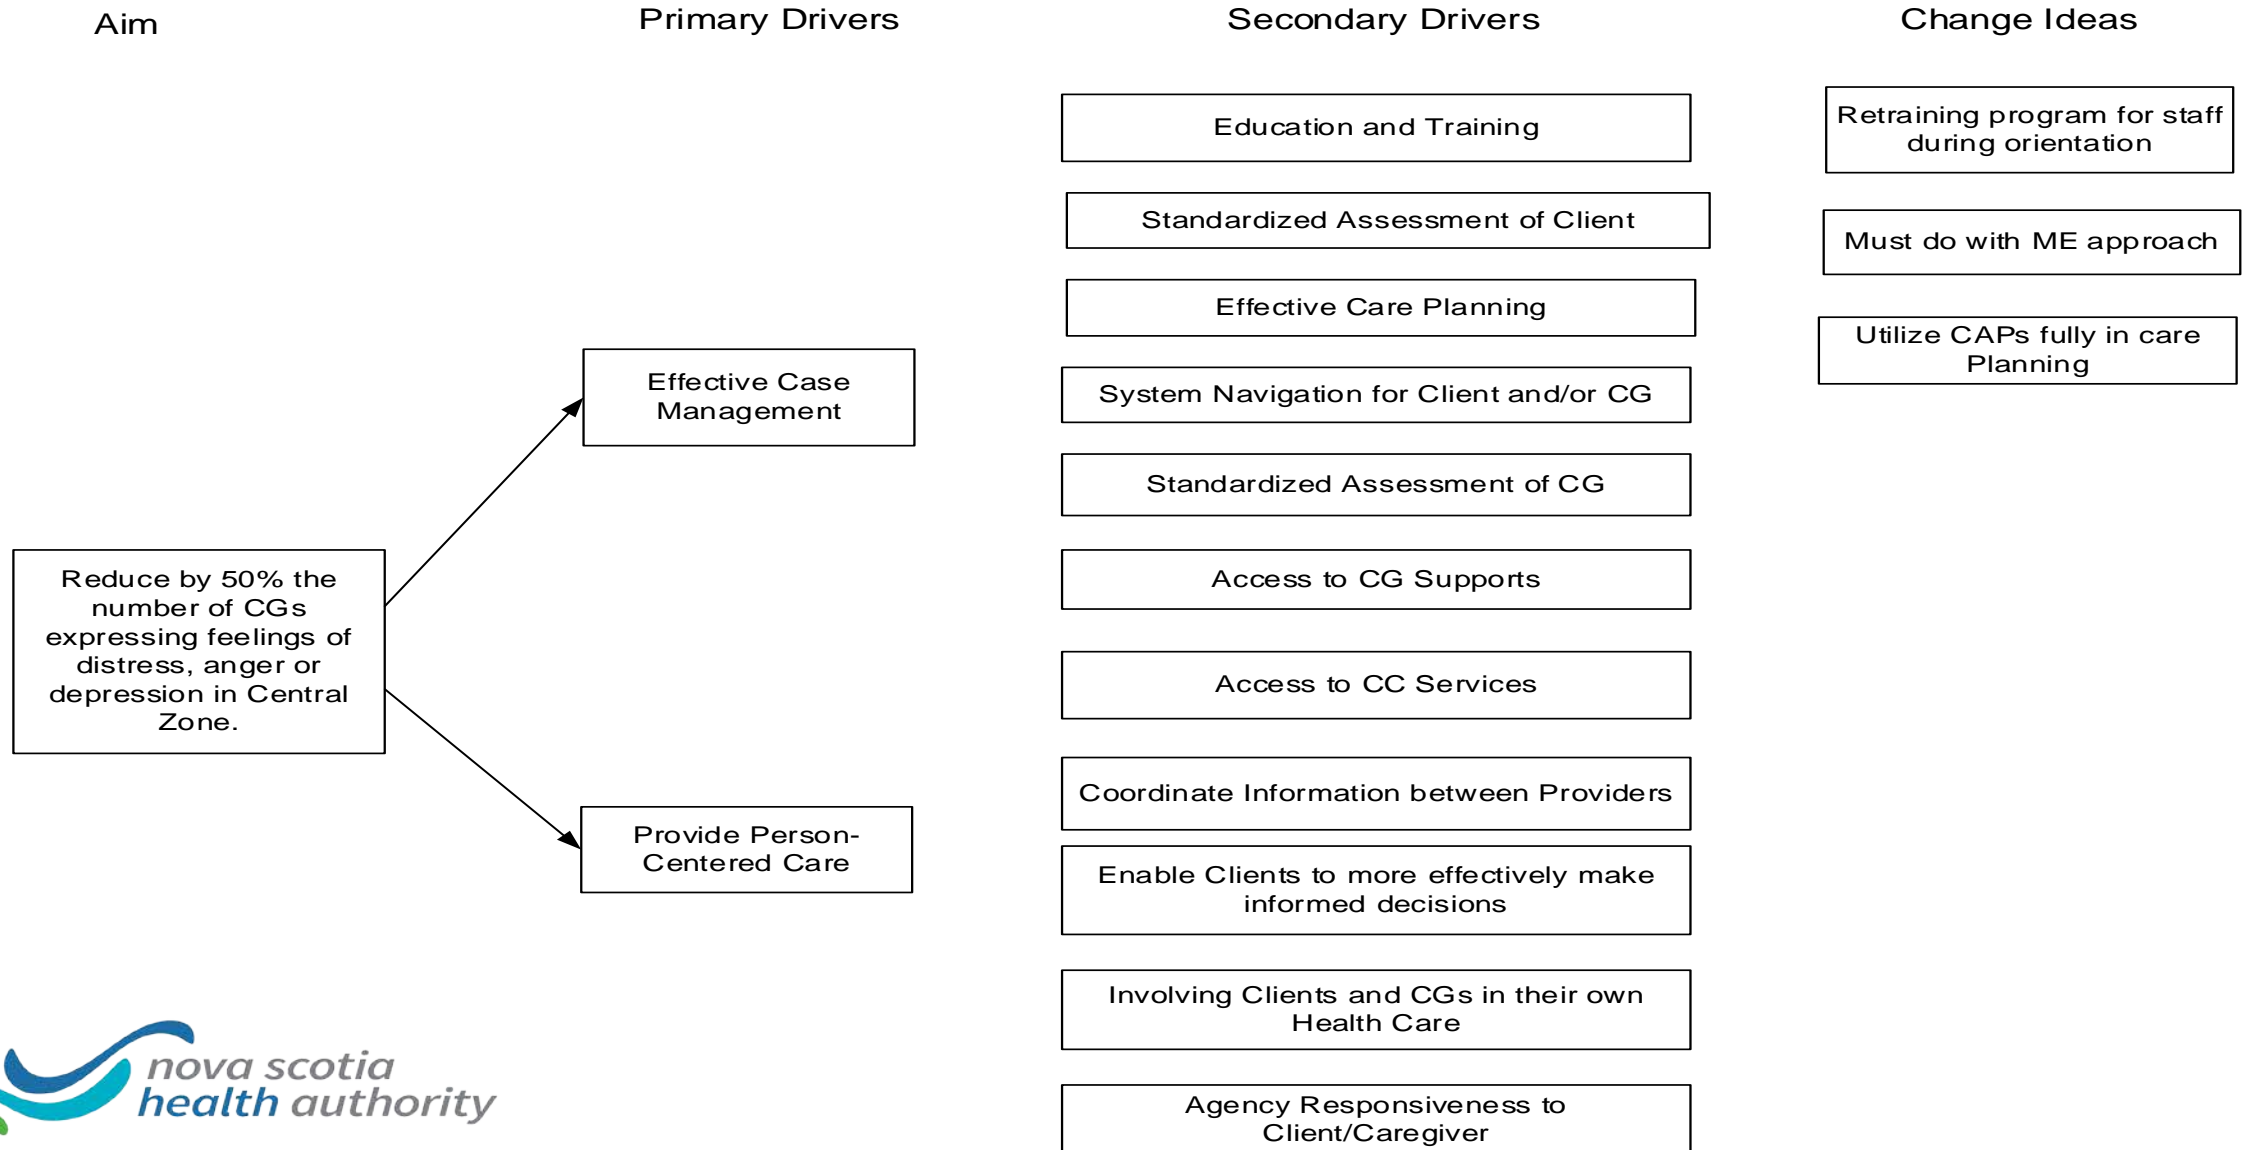 Aim
Primary Drivers
Secondary Drivers
Change Ideas
Reduce by 50% the
number of CGs
expressing feelings of
distress, anger or
depression in Central
Zone.
Effective Case
Management
Provide Person-
Centered Care
Education and Training
Standardized Assessment of Client
Effective Care Planning
System Navigation for Client and/or CG
Standardized Assessment of CG
Access to CG Supports
Access to CC Services
Coordinate Information between Providers
Enable Clients to more effectively make
informed decisions
Involving Clients and CGs in their own
Health Care
Agency Responsiveness to
Client/Caregiver
Retraining program for staff
during orientation
Must do with ME approach
Utilize CAPs fully in care
Planning
nova scotia
health authority